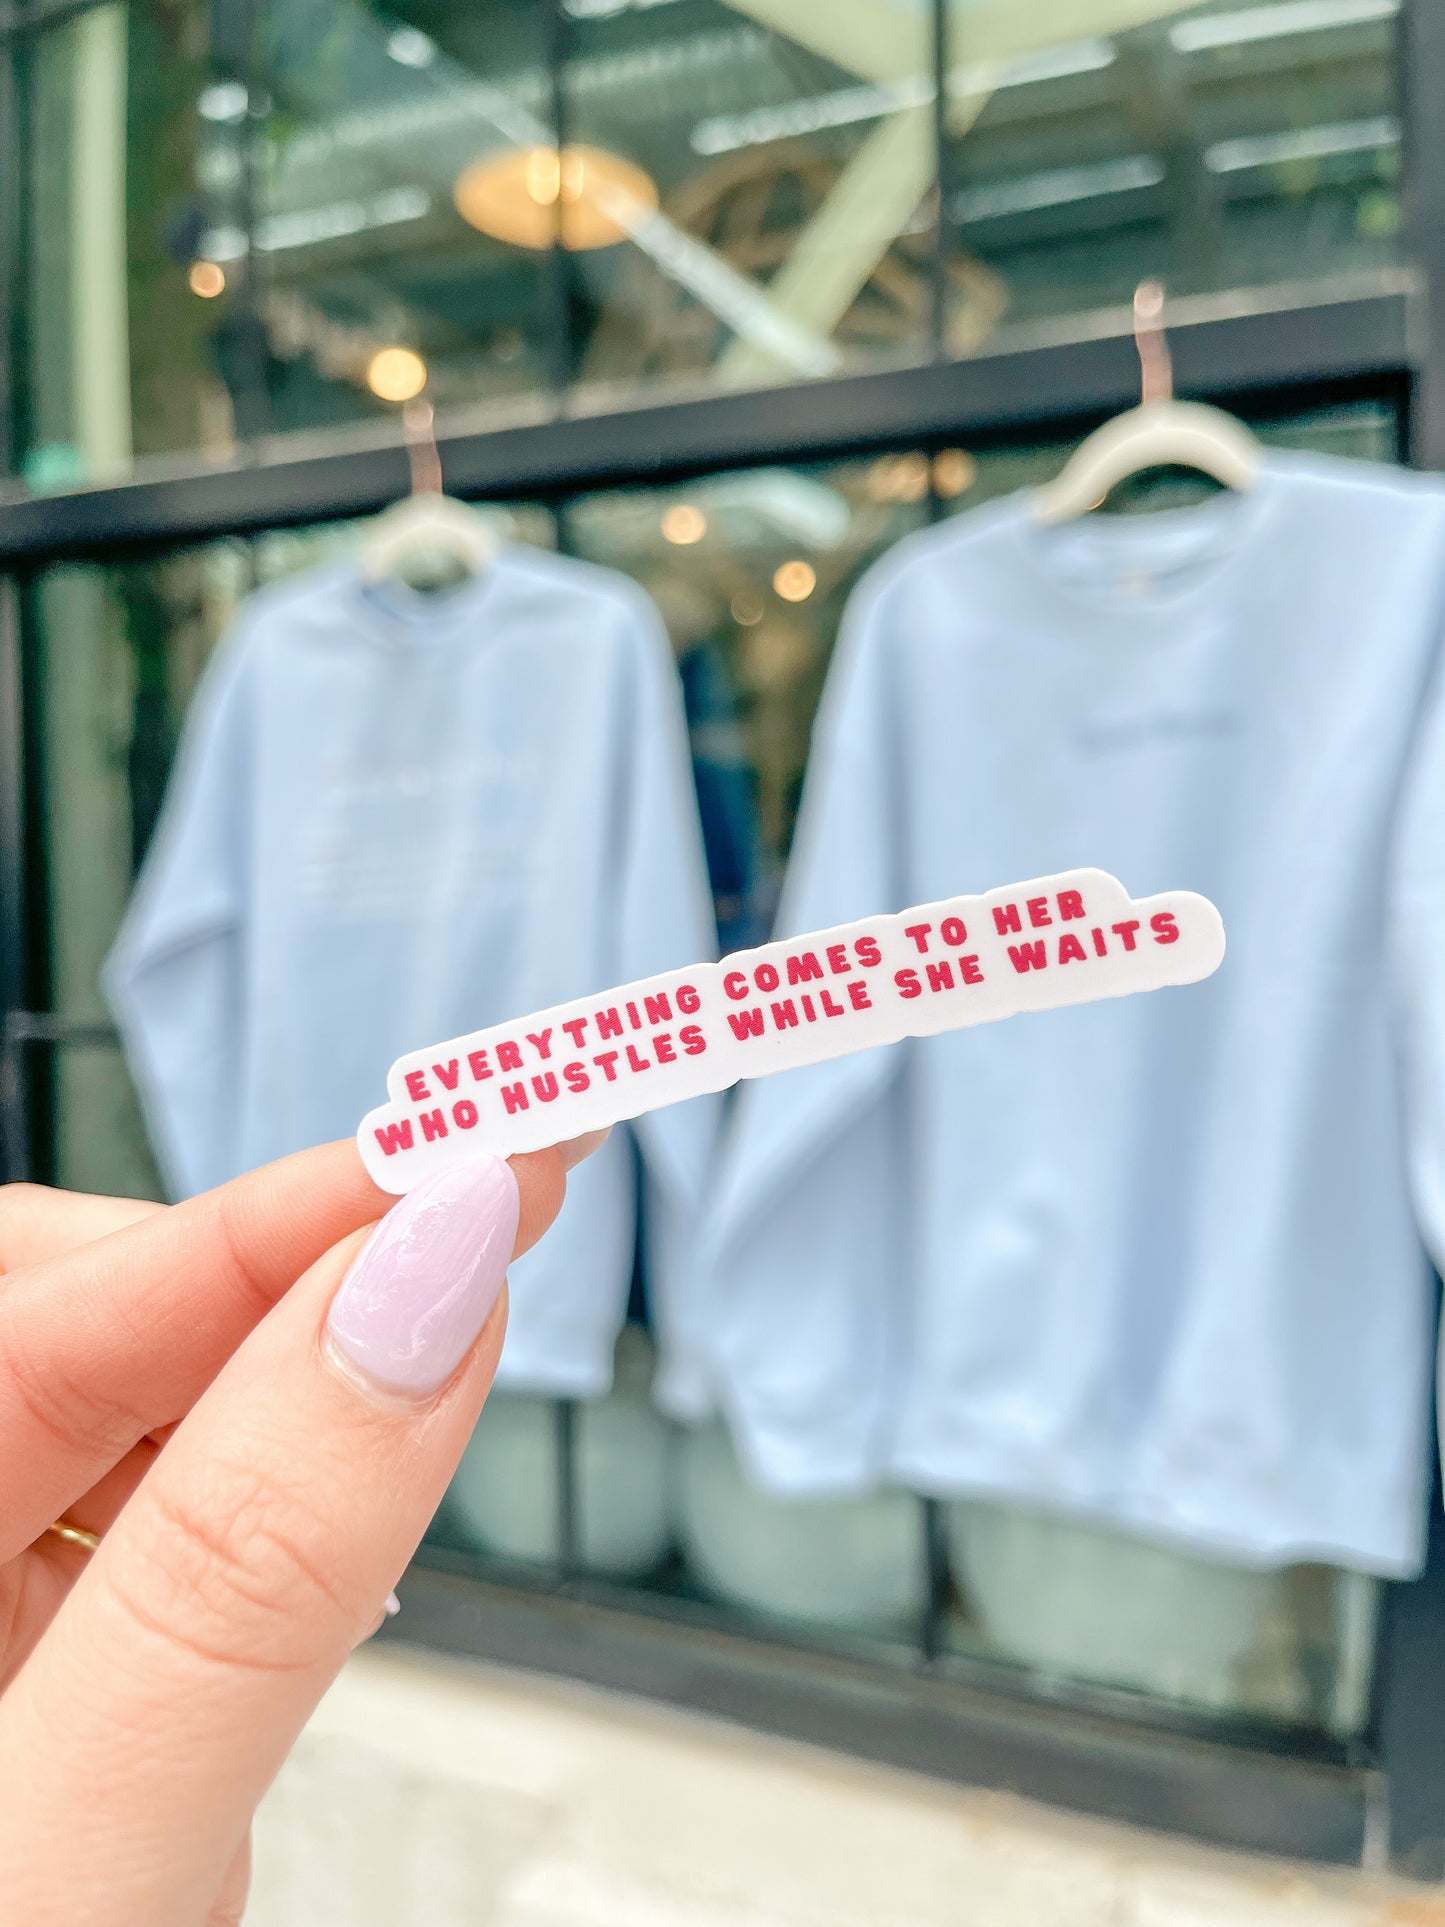 EVERYTHING COMES TO HER
WHO HUSTLES WHILE SHE WAITS